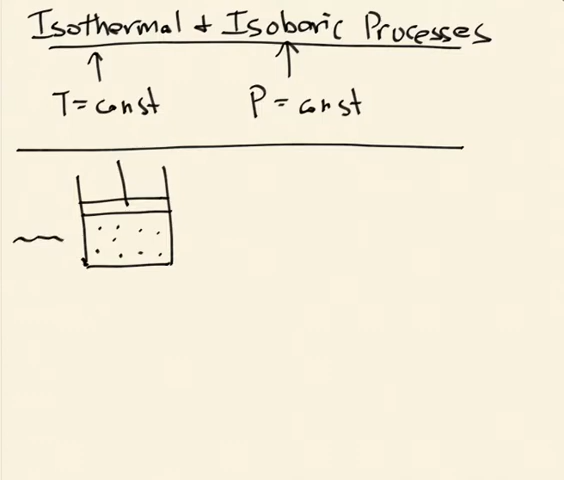 Isothermal + Isobaric Processes
T = const P = const